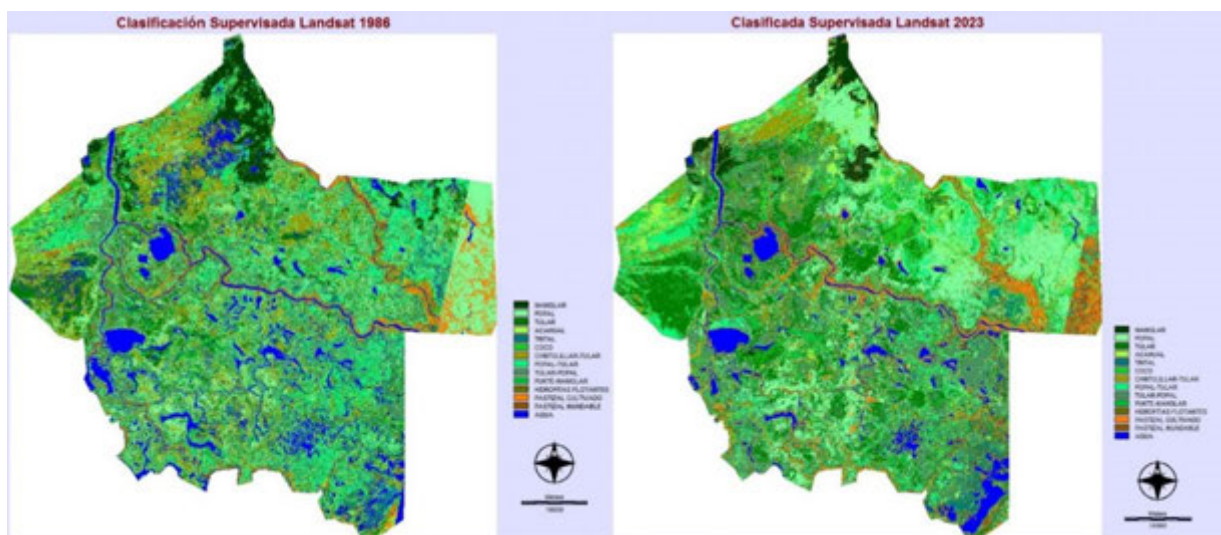 Clasificación Supervisada Landsat 1986
Clasificada Supervisada Landsat 2023
MANGLAR
POPAL
TULAR
ACAHUAL
TINTAL
COCO
CHINTULILLAR-TULAR
POPAL-TULAR
TULAR-POPAL
PUKTE-MANGLAR
HIDROFITAS FLOTANTES
PASTIZAL CULTIVADO
PASTIZAL INUNDABLE
AGUA
MANGLAR
POPAL
TULAR
ACAHUAL
TINTAL
COCO
POPAL-TULAR
TULAR-POPAL
PUKTE-MANGLAR
HIDROFITAS FLOTANTES
PASTIZAL CULTIVADO
PASTIZAL INUNDABLE
AGUA